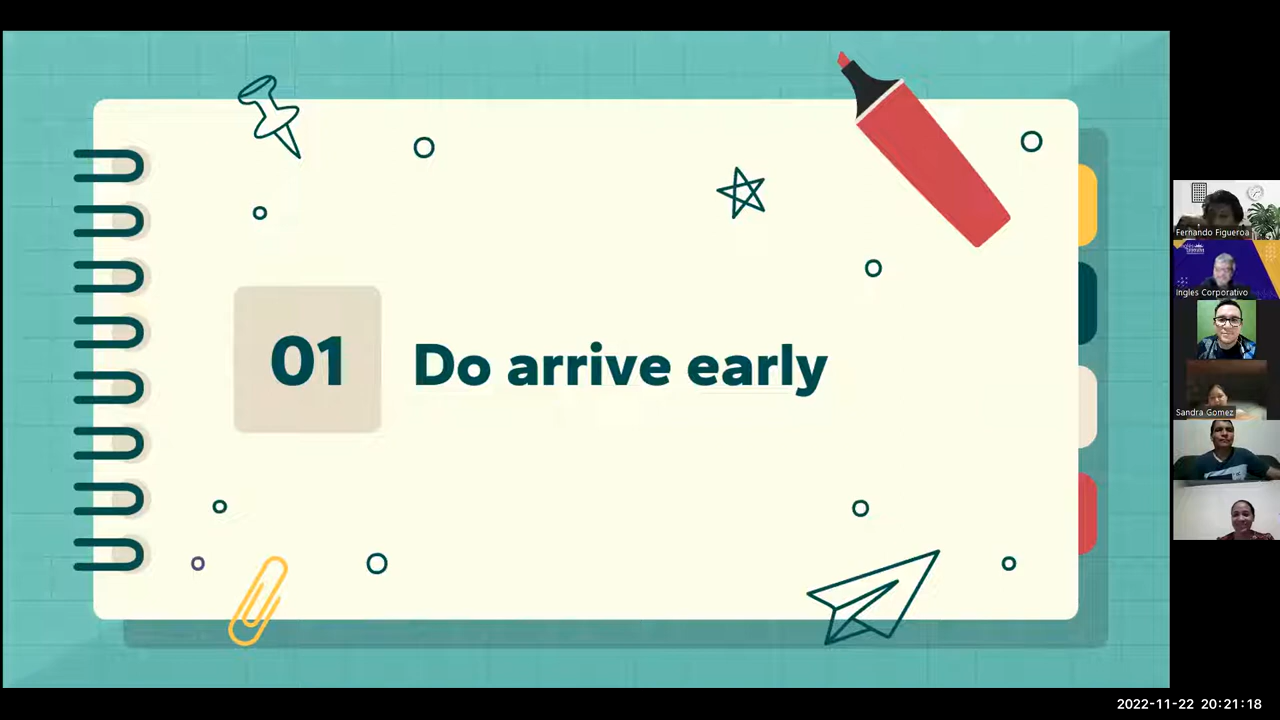 01 Do arrive early
Fernando Figueroa
Ingles Corporativo
Sandra Gomez
2022-11-22 20:21:18